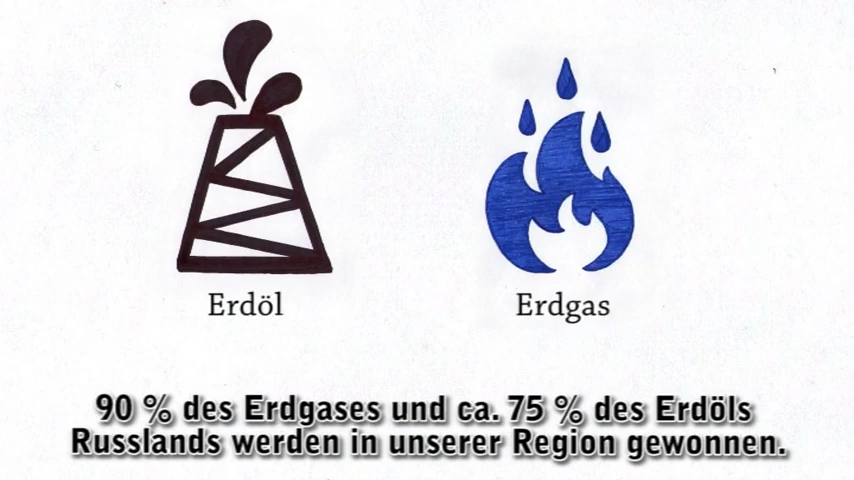 Erdöl
Erdgas
90 % des Erdgases und ca. 75 % des Erdöls
Russlands werden in unserer Region gewonnen.